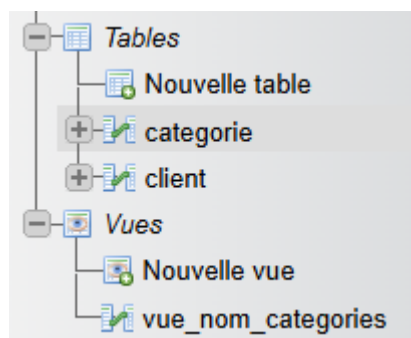 Tables
Nouvelle table
categorie
client
Vues
Nouvelle vue
vue_nom_categories